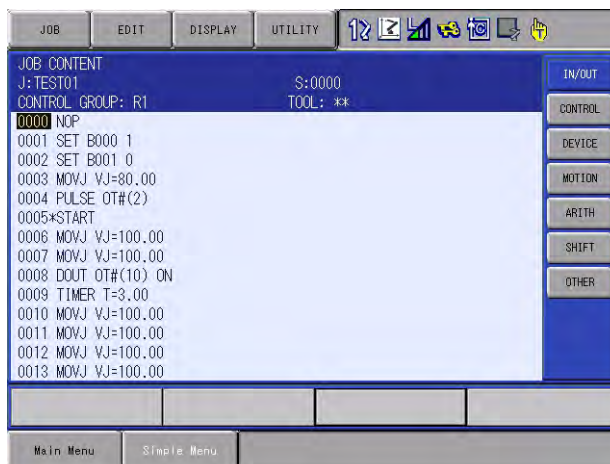 JOB EDIT DISPLAY UTILITY
JOB CONTENT
J:TEST01 S:0000
CONTROL GROUP: R1 TOOL: **
0000 NOP
0001 SET B000 1
0002 SET B001 0
0003 MOVJ VJ=80.00
0004 PULSE OT#(2)
0005*START
0006 MOVJ VJ=100.00
0007 MOVJ VJ=100.00
0008 DOUT OT#(10) ON
0009 TIMER T=3.00
0010 MOVJ VJ=100.00
0011 MOVJ VJ=100.00
0012 MOVJ VJ=100.00
0013 MOVJ VJ=100.00
IN/OUT
CONTROL
DEVICE
MOTION
ARITH
SHIFT
OTHER
Main Menu Simple Menu